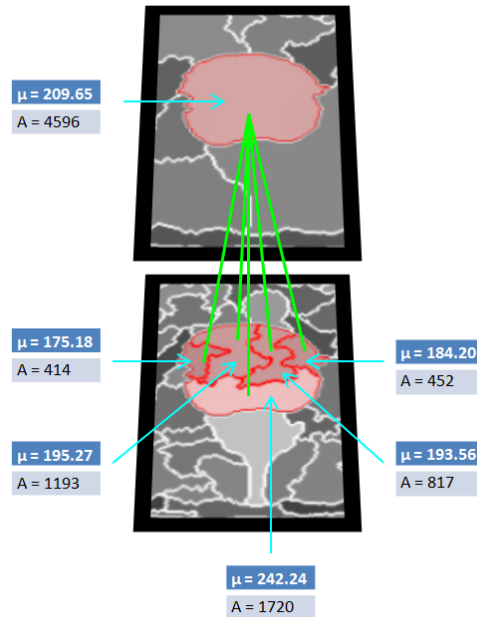 μ = 209.65
A = 4596
μ = 175.18
A = 414
μ = 184.20
A = 452
μ = 195.27
A = 1193
μ = 193.56
A = 817
μ = 242.24
A = 1720